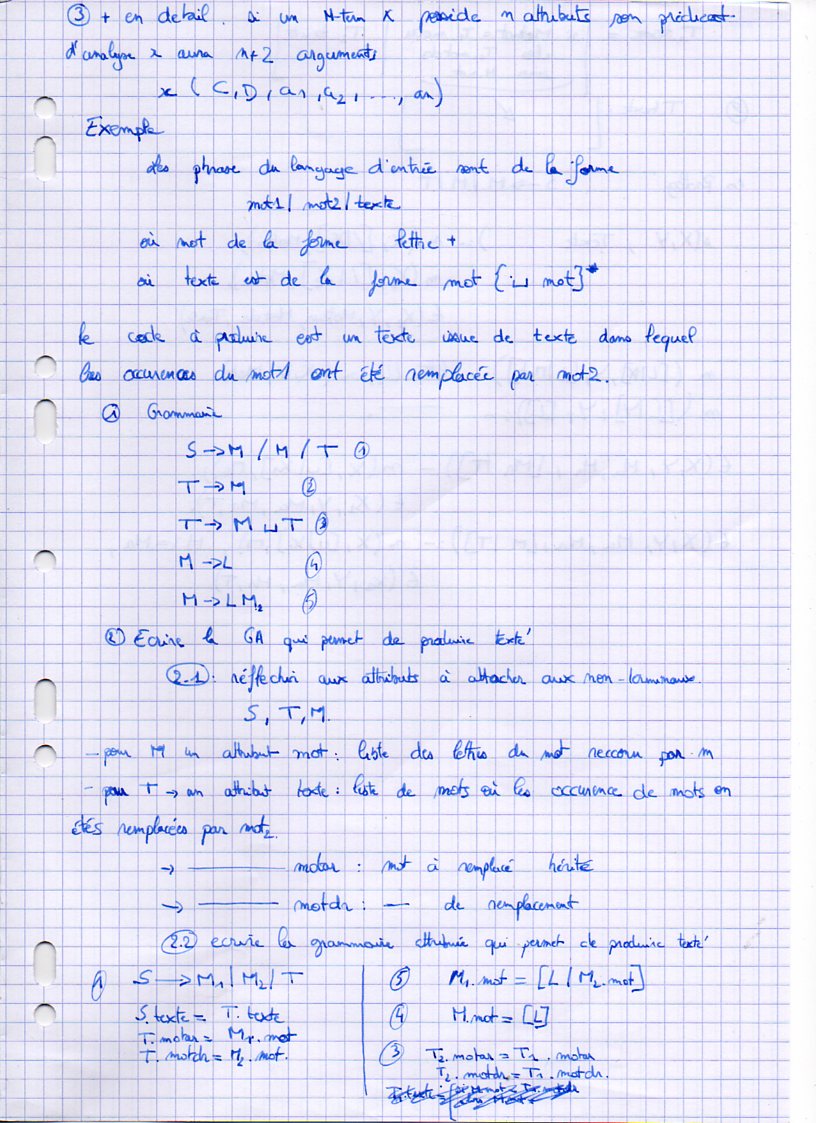 ③ + en detail. si un N-term X posside n attributs son prédicat
d'analyse x aura n+2 arguments
x ( C, D, a1, a2, ..., an)
Exemple
des phrase du langage d'entrée sont de la forme
mot1/ mot2/ texte
où mot de la forme lettre +
où texte est de la forme mot {⊔ mot}*
le code à produire est un texte issue de texte dans lequel
les occurences du mot1 ont été remplacée par mot2.
① Grammaire
S → M / M / T ①
T → M ②
T → M ⊔ T ③
M → L ④
M → L M2 ⑤
② Ecrire la GA qui permet de produire texte'
2.1 : réfflechir aux attributs à attacher aux non-terminaux.
S, T, M.
- pour M un attribut mot : liste des lettres du mot reccoru par m
- pour T → un attribut texte : liste de mots où les occurence de mots on
étés remplacées par mot2.
→ ——— motar : mot à remplacé hérité
→ ——— motdr : — de remplacement
2.2 ecrire la grammaire attribuée qui permet de produire texte'
① S → M1 / M2 / T
S.texte = T.texte
T.motar = M1.mot
T.motdr = M2.mot.
⑤ M1.mot = [L / M2.mot]
④ M.mot = [L]
③ T2.motar = T1.motar
T2.motdr = T1.motdr.